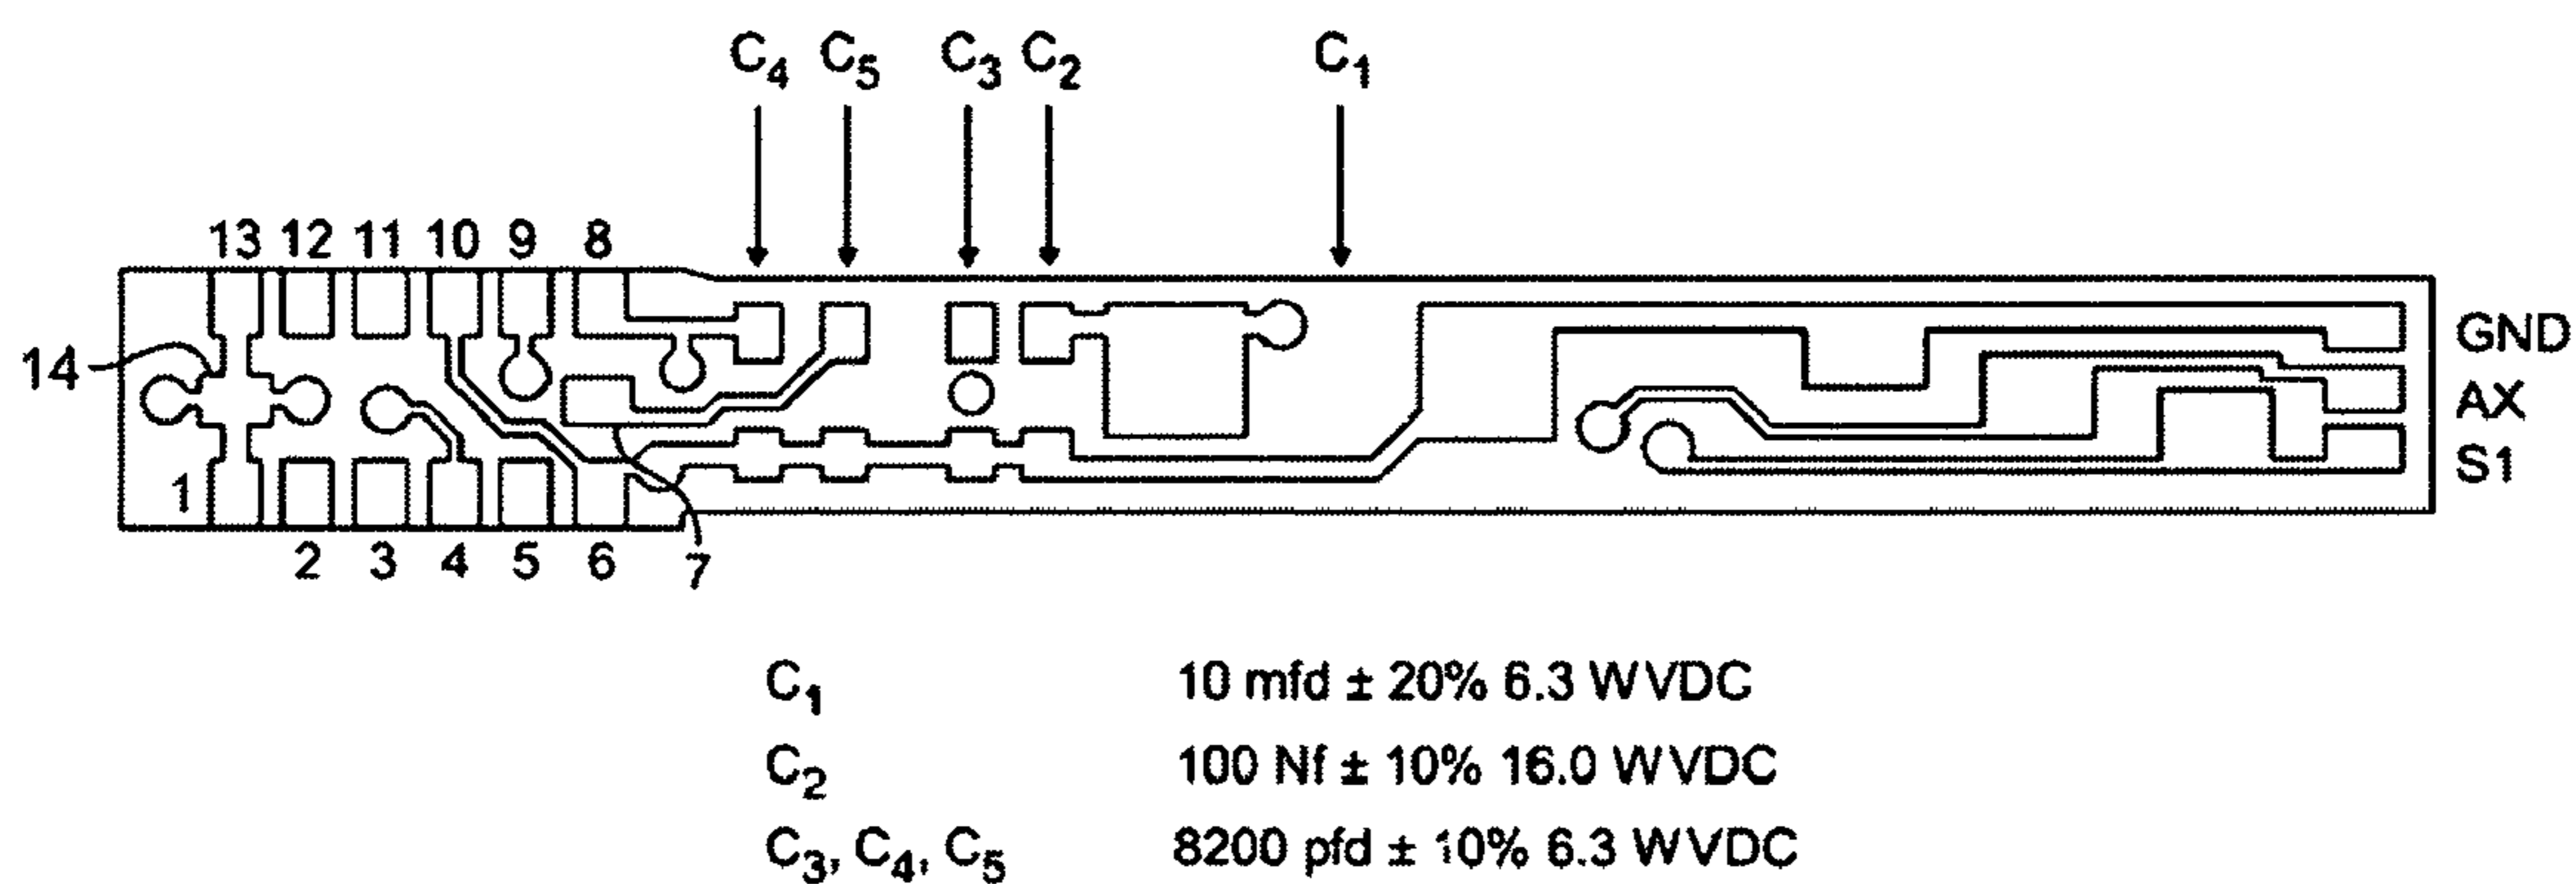 C4 C5 C3 C2 C1
13 12 11 10 9 8
GND
14
AX
1
S1
2 3 4 5 6 7
C1 10 mfd ± 20% 6.3 WVDC
C2 100 Nf ± 10% 16.0 WVDC
C3, C4, C5 8200 pfd ± 10% 6.3 WVDC